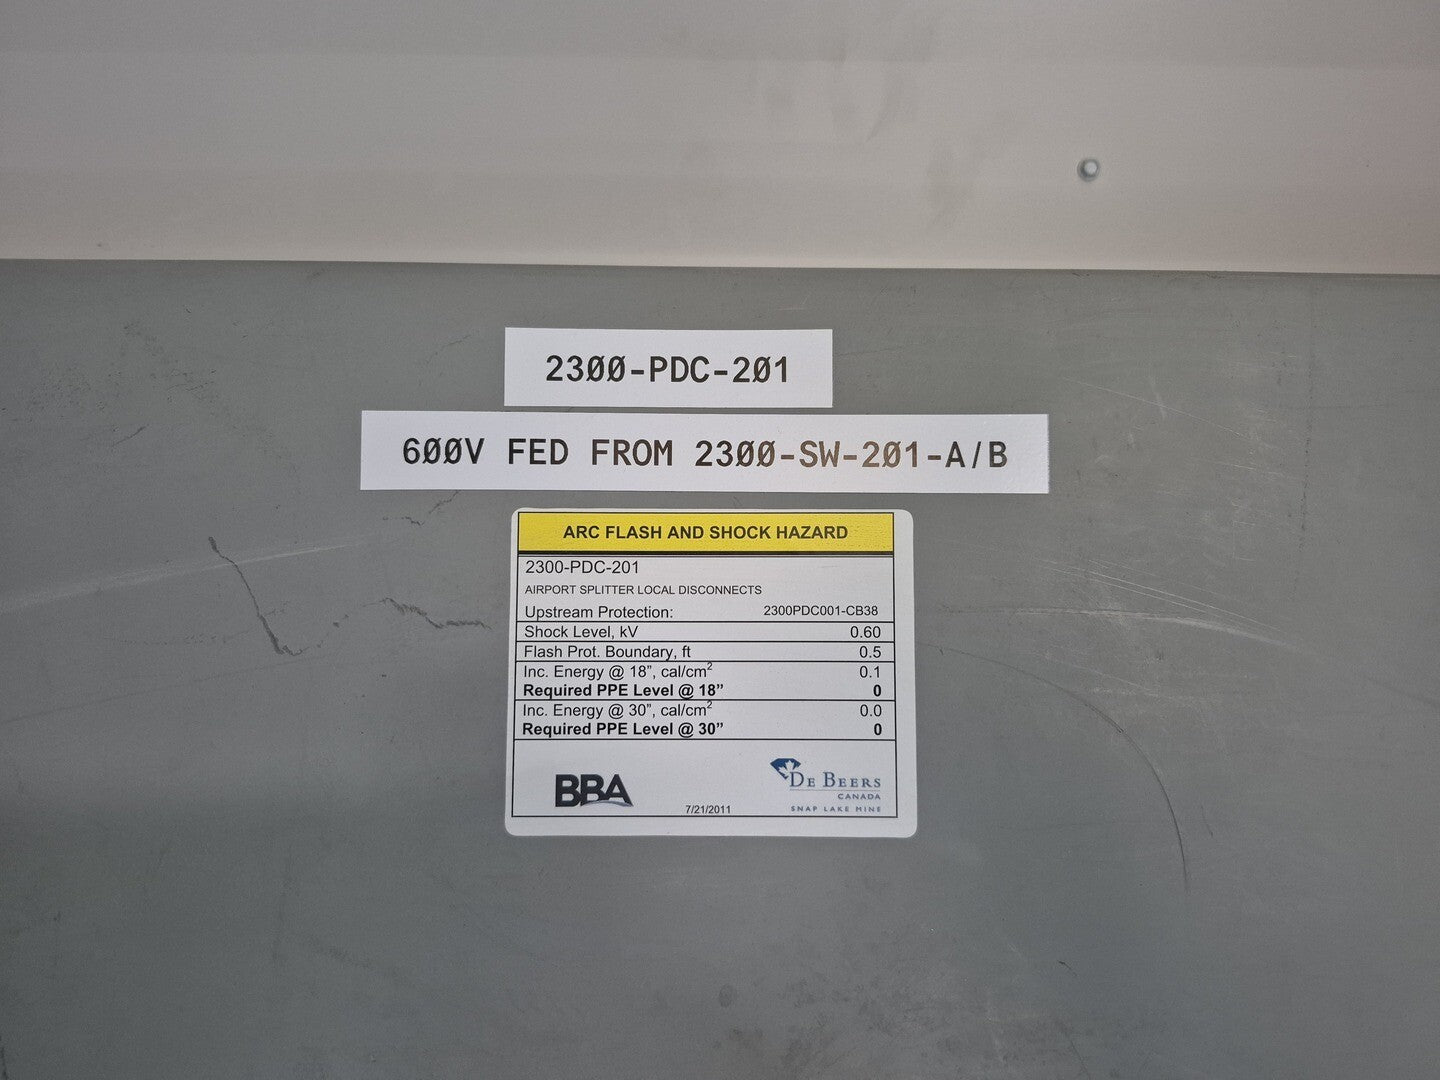 2300-PDC-201
600V FED FROM 2300-SW-201-A/B
ARC FLASH AND SHOCK HAZARD
2300-PDC-201
AIRPORT SPLITTER LOCAL DISCONNECTS
Upstream Protection: 2300PDC001-CB38
Shock Level, kV 0.60
Flash Prot. Boundary, ft 0.5
Inc. Energy @ 18”, cal/cm² 0.1
Required PPE Level @ 18” 0
Inc. Energy @ 30”, cal/cm² 0.0
Required PPE Level @ 30” 0
BBA
7/21/2011
DE BEERS
CANADA
SNAP LAKE MINE